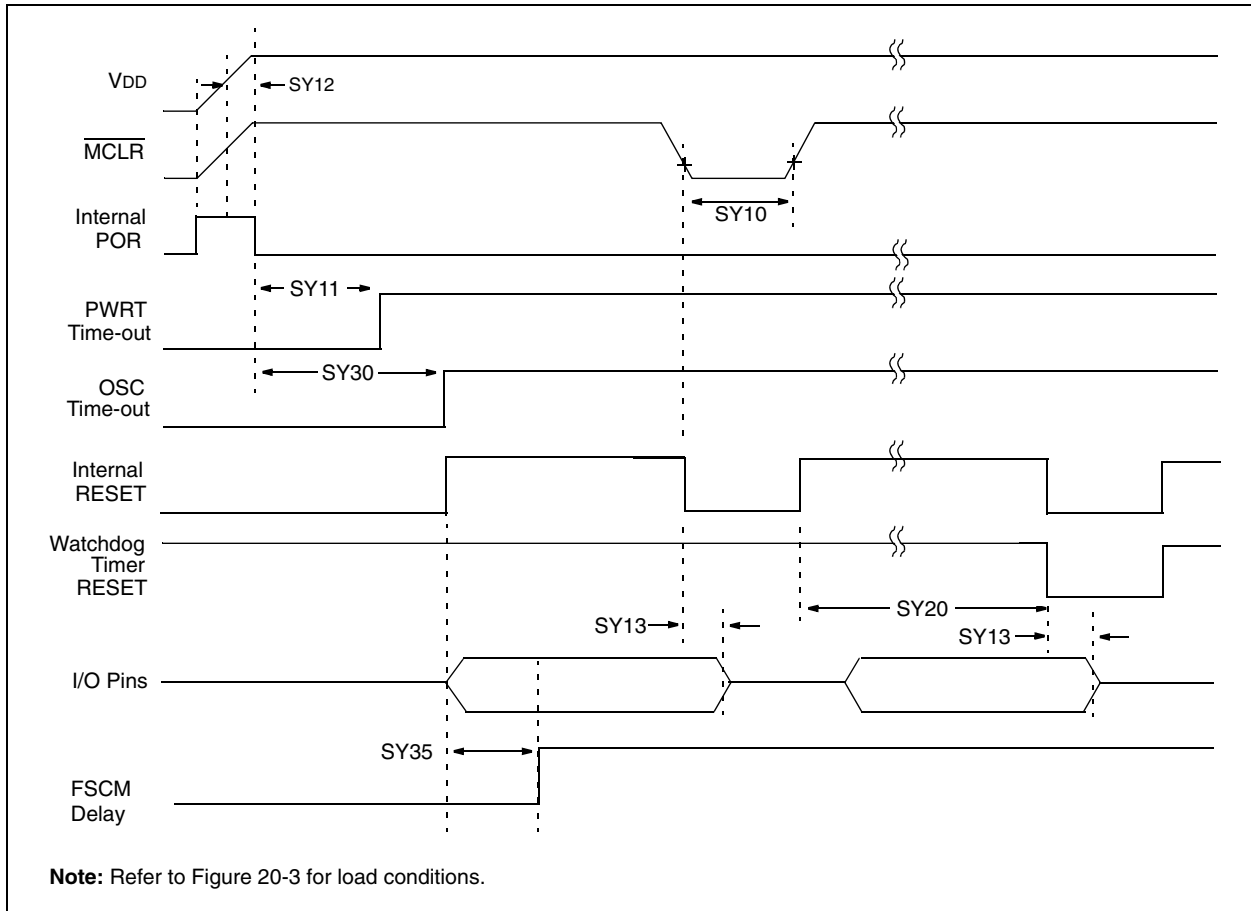 VDD
SY12
MCLR
SY10
Internal
POR
SY11
PWRT
Time-out
SY30
OSC
Time-out
Internal
RESET
Watchdog
Timer
RESET
SY20
SY13
SY13
I/O Pins
SY35
FSCM
Delay
Note: Refer to Figure 20-3 for load conditions.